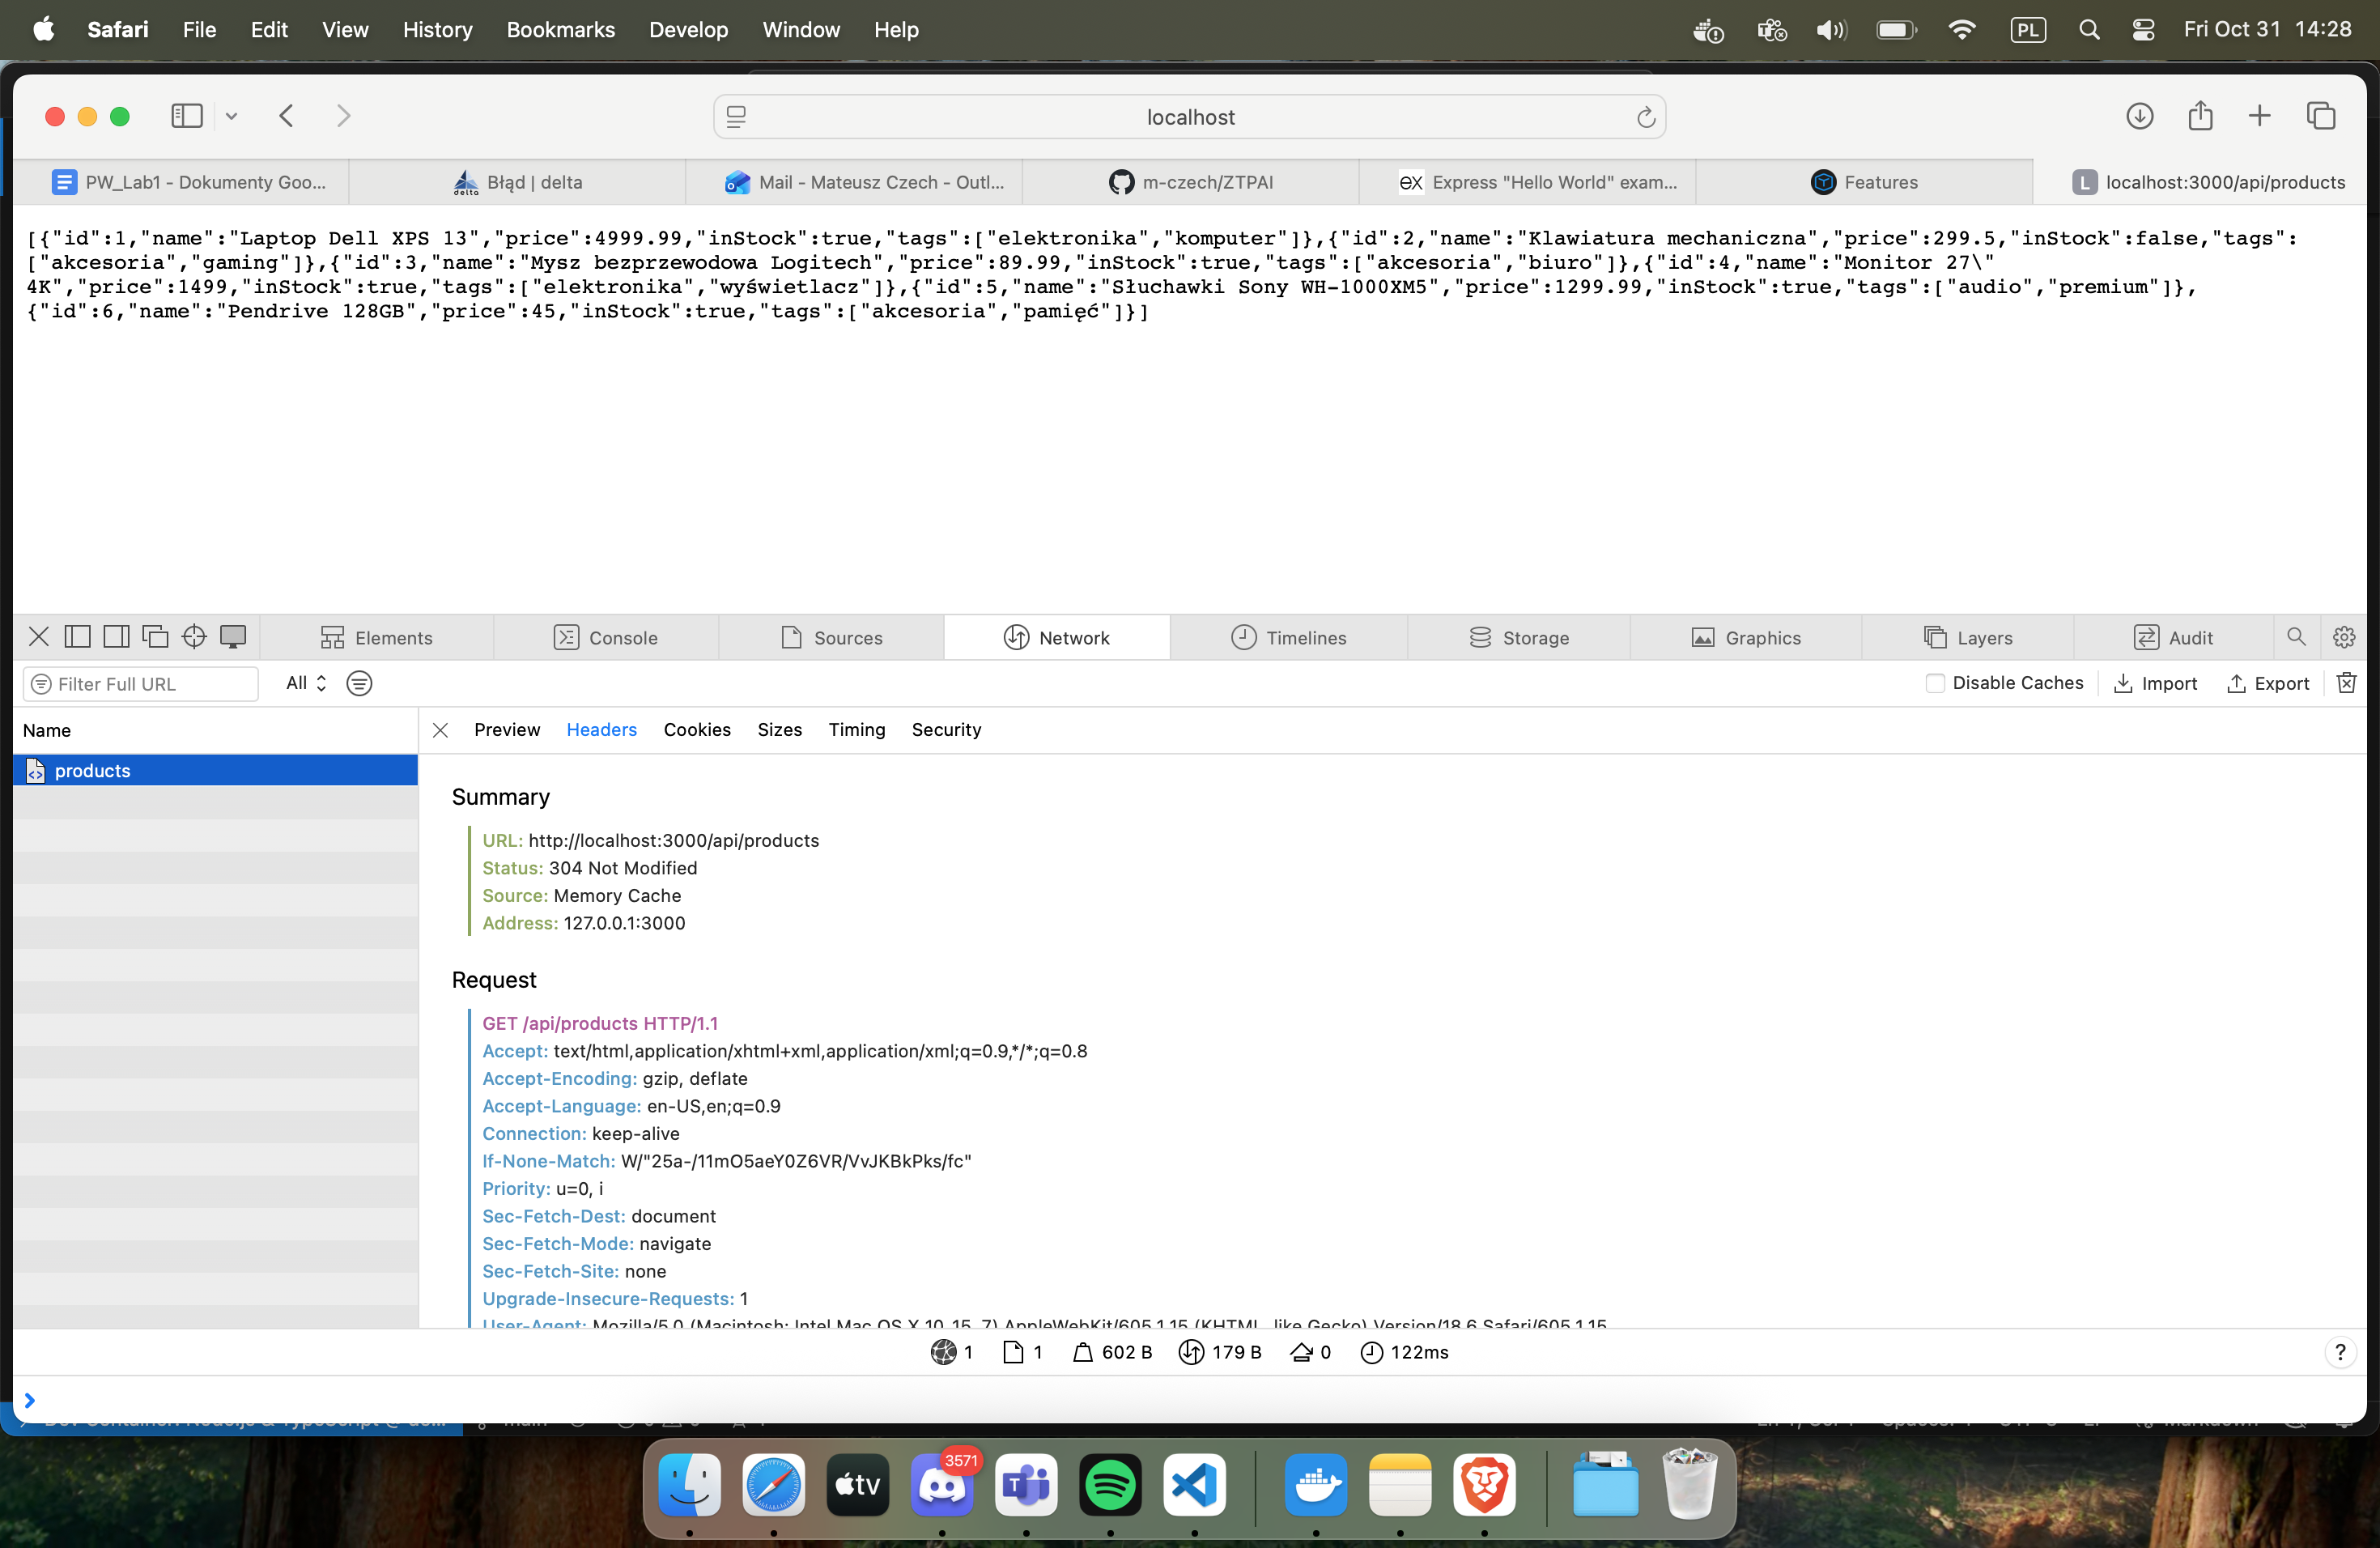 Safari File Edit View History Bookmarks Develop Window Help PL Fri Oct 31 14:28
localhost
PW_Lab1 - Dokumenty Goo... delta Błąd | delta Mail - Mateusz Czech - Outl... m-czech/ZTPAI ex Express "Hello World" exam... Features L localhost:3000/api/products
[{"id":1,"name":"Laptop Dell XPS 13","price":4999.99,"inStock":true,"tags":["elektronika","komputer"]},{"id":2,"name":"Klawiatura mechaniczna","price":299.5,"inStock":false,"tags":
["akcesoria","gaming"]},{"id":3,"name":"Mysz bezprzewodowa Logitech","price":89.99,"inStock":true,"tags":["akcesoria","biuro"]},{"id":4,"name":"Monitor 27\"
4K","price":1499,"inStock":true,"tags":["elektronika","wyświetlacz"]},{"id":5,"name":"Słuchawki Sony WH-1000XM5","price":1299.99,"inStock":true,"tags":["audio","premium"]},
{"id":6,"name":"Pendrive 128GB","price":45,"inStock":true,"tags":["akcesoria","pamięć"]}]
Elements Console Sources Network Timelines Storage Graphics Layers Audit
Filter Full URL All Disable Caches Import Export
Name Preview Headers Cookies Sizes Timing Security
products
Summary
URL: http://localhost:3000/api/products
Status: 304 Not Modified
Source: Memory Cache
Address: 127.0.0.1:3000
Request
GET /api/products HTTP/1.1
Accept: text/html,application/xhtml+xml,application/xml;q=0.9,*/*;q=0.8
Accept-Encoding: gzip, deflate
Accept-Language: en-US,en;q=0.9
Connection: keep-alive
If-None-Match: W/"25a-/11mO5aeY0Z6VR/VvJKBkPks/fc"
Priority: u=0, i
Sec-Fetch-Dest: document
Sec-Fetch-Mode: navigate
Sec-Fetch-Site: none
Upgrade-Insecure-Requests: 1
User-Agent: Mozilla/5.0 (Macintosh; Intel Mac OS X 10_15_7) AppleWebKit/605.1.15 (KHTML, like Gecko) Version/18.6 Safari/605.1.15
1 1 602 B 179 B 0 122ms ?
tv 3571 T